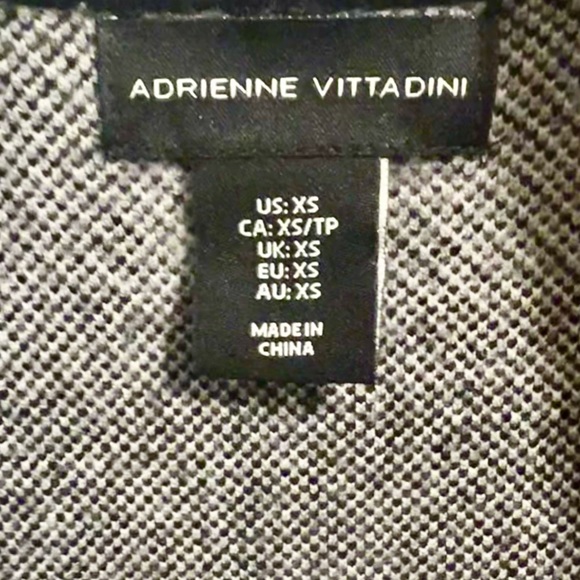 ADRIENNE VITTADINI
US: XS
CA: XS/TP
UK: XS
EU: XS
AU: XS
MADE IN
CHINA